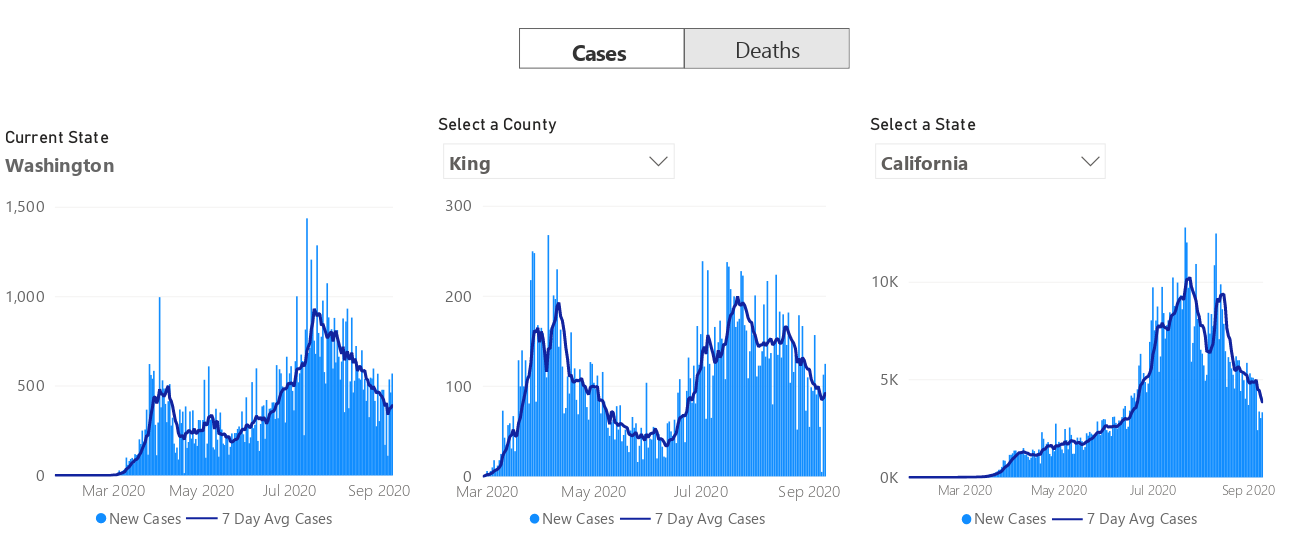 Cases Deaths
Current State
Washington
1,500
1,000
500
0
Mar 2020 May 2020 Jul 2020 Sep 2020
New Cases 7 Day Avg Cases
Select a County
King
300
200
100
0
Mar 2020 May 2020 Jul 2020 Sep 2020
New Cases 7 Day Avg Cases
Select a State
California
10K
5K
0K
Mar 2020 May 2020 Jul 2020 Sep 2020
New Cases 7 Day Avg Cases